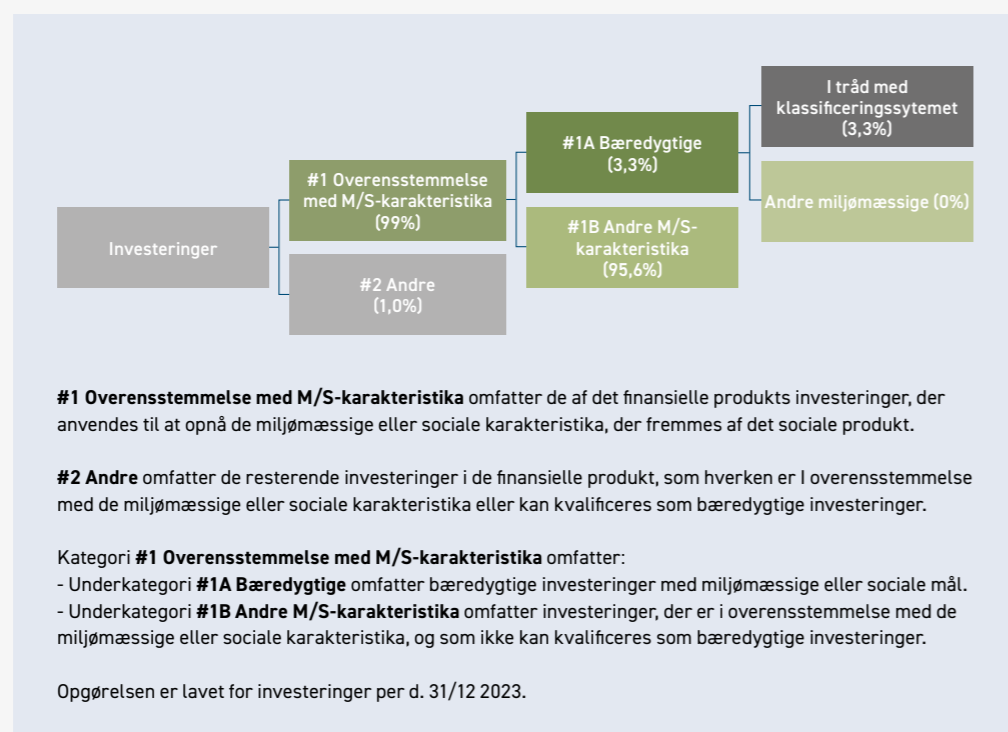 Investeringer
#1 Overensstemmelse
med M/S-karakteristika
(99%)
#2 Andre
(1,0%)
#1A Bæredygtige
(3,3%)
#1B Andre M/S-
karakteristika
(95,6%)
I tråd med
klassificeringssytemet
(3,3%)
Andre miljømæssige (0%)
#1 Overensstemmelse med M/S-karakteristika omfatter de af det finansielle produkts investeringer, der
anvendes til at opnå de miljømæssige eller sociale karakteristika, der fremmes af det sociale produkt.
#2 Andre omfatter de resterende investeringer i de finansielle produkt, som hverken er I overensstemmelse
med de miljømæssige eller sociale karakteristika eller kan kvalificeres som bæredygtige investeringer.
Kategori #1 Overensstemmelse med M/S-karakteristika omfatter:
- Underkategori #1A Bæredygtige omfatter bæredygtige investeringer med miljømæssige eller sociale mål.
- Underkategori #1B Andre M/S-karakteristika omfatter investeringer, der er i overensstemmelse med de
miljømæssige eller sociale karakteristika, og som ikke kan kvalificeres som bæredygtige investeringer.
Opgørelsen er lavet for investeringer per d. 31/12 2023.